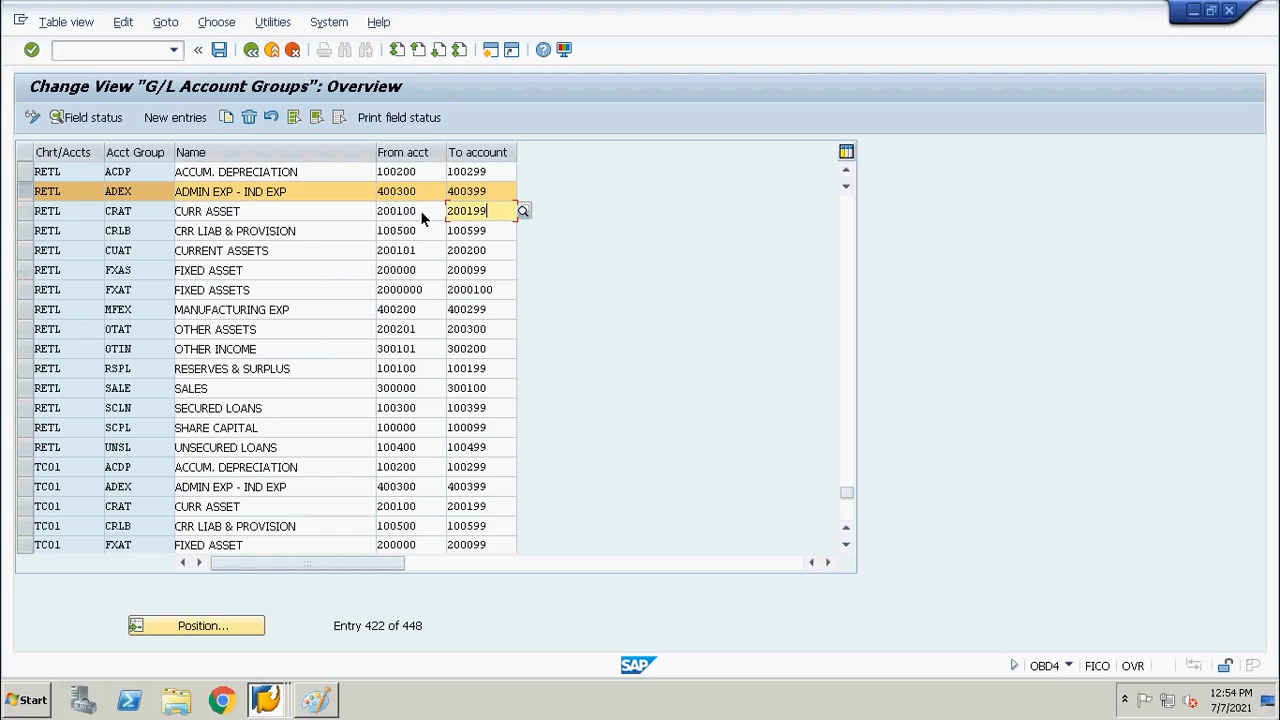 Table view Edit Goto Choose Utilities System Help
Change View "G/L Account Groups": Overview
Field status New entries Print field status
Chrt/Accts Acct Group Name From acct To account
RETL ACDP ACCUM. DEPRECIATION 100200 100299
RETL ADEX ADMIN EXP - IND EXP 400300 400399
RETL CRAT CURR ASSET 200100 200199
RETL CRLB CRR LIAB & PROVISION 100500 100599
RETL CUAT CURRENT ASSETS 200101 200200
RETL FXAS FIXED ASSET 200000 200099
RETL FXAT FIXED ASSETS 2000000 2000100
RETL MFEX MANUFACTURING EXP 400200 400299
RETL OTAT OTHER ASSETS 200201 200300
RETL OTIN OTHER INCOME 300101 300200
RETL RSPL RESERVES & SURPLUS 100100 100199
RETL SALE SALES 300000 300100
RETL SCLN SECURED LOANS 100300 100399
RETL SCPL SHARE CAPITAL 100000 100099
RETL UNSL UNSECURED LOANS 100400 100499
TC01 ACDP ACCUM. DEPRECIATION 100200 100299
TC01 ADEX ADMIN EXP - IND EXP 400300 400399
TC01 CRAT CURR ASSET 200100 200199
TC01 CRLB CRR LIAB & PROVISION 100500 100599
TC01 FXAT FIXED ASSET 200000 200099
Position... Entry 422 of 448
SAP OBD4 FICO OVR
Start 12:54 PM
7/7/2021